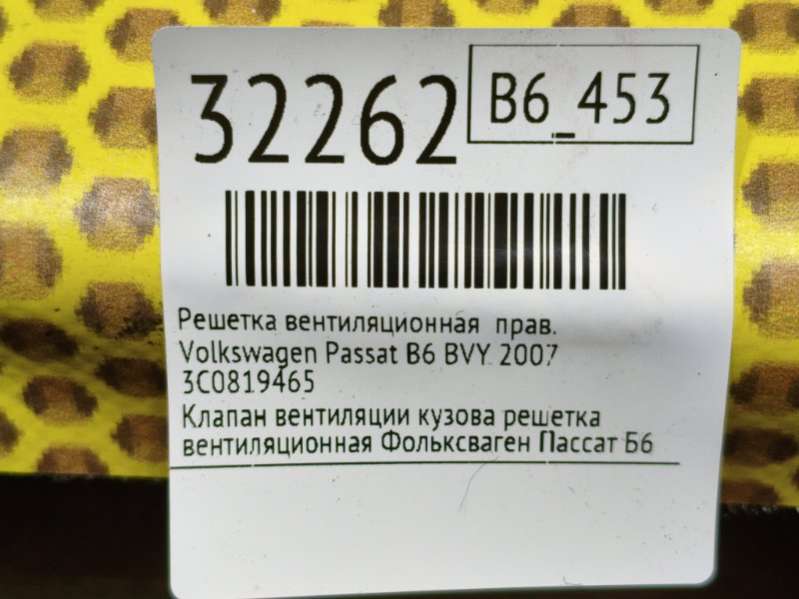 32262
B6_453
Решетка вентиляционная прав.
Volkswagen Passat B6 BVY 2007
3C0819465
Клапан вентиляции кузова решетка
вентиляционная Фольксваген Пассат Б6